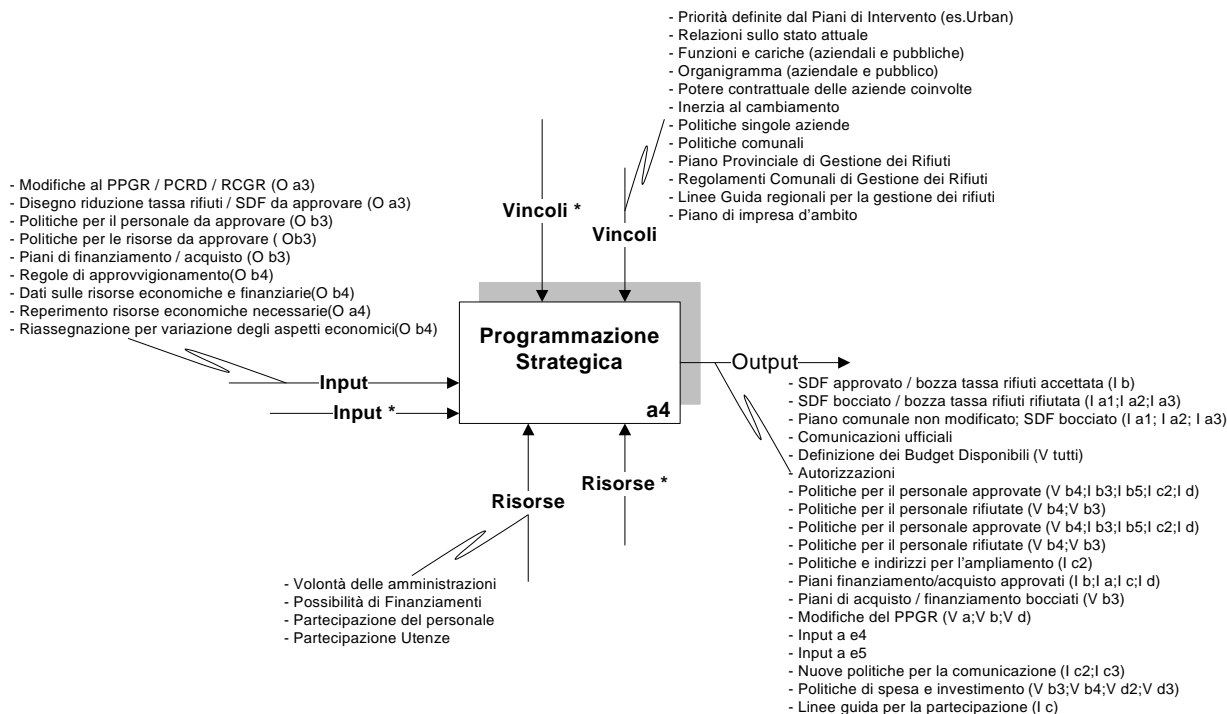 - Priorità definite dal Piani di Intervento (es.Urban)
- Relazioni sullo stato attuale
- Funzioni e cariche (aziendali e pubbliche)
- Organigramma (aziendale e pubblico)
- Potere contrattuale delle aziende coinvolte
- Inerzia al cambiamento
- Politiche singole aziende
- Politiche comunali
- Piano Provinciale di Gestione dei Rifiuti
- Regolamenti Comunali di Gestione dei Rifiuti
- Linee Guida regionali per la gestione dei rifiuti
- Piano di impresa d'ambito
- Modifiche al PPGR / PCRD / RCGR (O a3)
- Disegno riduzione tassa rifiuti / SDF da approvare (O a3)
- Politiche per il personale da approvare (O b3)
- Politiche per le risorse da approvare ( Ob3)
- Piani di finanziamento / acquisto (O b3)
- Regole di approvvigionamento(O b4)
- Dati sulle risorse economiche e finanziarie(O b4)
- Reperimento risorse economiche necessarie(O a4)
- Riassegnazione per variazione degli aspetti economici(O b4)
Vincoli *
Vincoli
Programmazione
Strategica
a4
Input
Input *
Output
Risorse
Risorse *
- Volontà delle amministrazioni
- Possibilità di Finanziamenti
- Partecipazione del personale
- Partecipazione Utenze
- SDF approvato / bozza tassa rifiuti accettata (I b)
- SDF bocciato / bozza tassa rifiuti rifiutata (I a1;I a2;I a3)
- Piano comunale non modificato; SDF bocciato (I a1; I a2; I a3)
- Comunicazioni ufficiali
- Definizione dei Budget Disponibili (V tutti)
- Autorizzazioni
- Politiche per il personale approvate (V b4;I b3;I b5;I c2;I d)
- Politiche per il personale rifiutate (V b4;V b3)
- Politiche per il personale approvate (V b4;I b3;I b5;I c2;I d)
- Politiche per il personale rifiutate (V b4;V b3)
- Politiche e indirizzi per l'ampliamento (I c2)
- Piani finanziamento/acquisto approvati (I b;I a;I c;I d)
- Piani di acquisto / finanziamento bocciati (V b3)
- Modifiche del PPGR (V a;V b;V d)
- Input a e4
- Input a e5
- Nuove politiche per la comunicazione (I c2;I c3)
- Politiche di spesa e investimento (V b3;V b4;V d2;V d3)
- Linee guida per la partecipazione (I c)